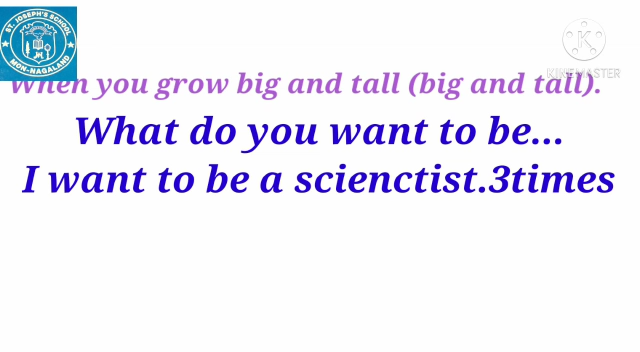 ST. JOSEPH'S SCHOOL
MON-NAGALAND
KINEMASTER
When you grow big and tall (big and tall).
What do you want to be...
I want to be a scienctist.3times